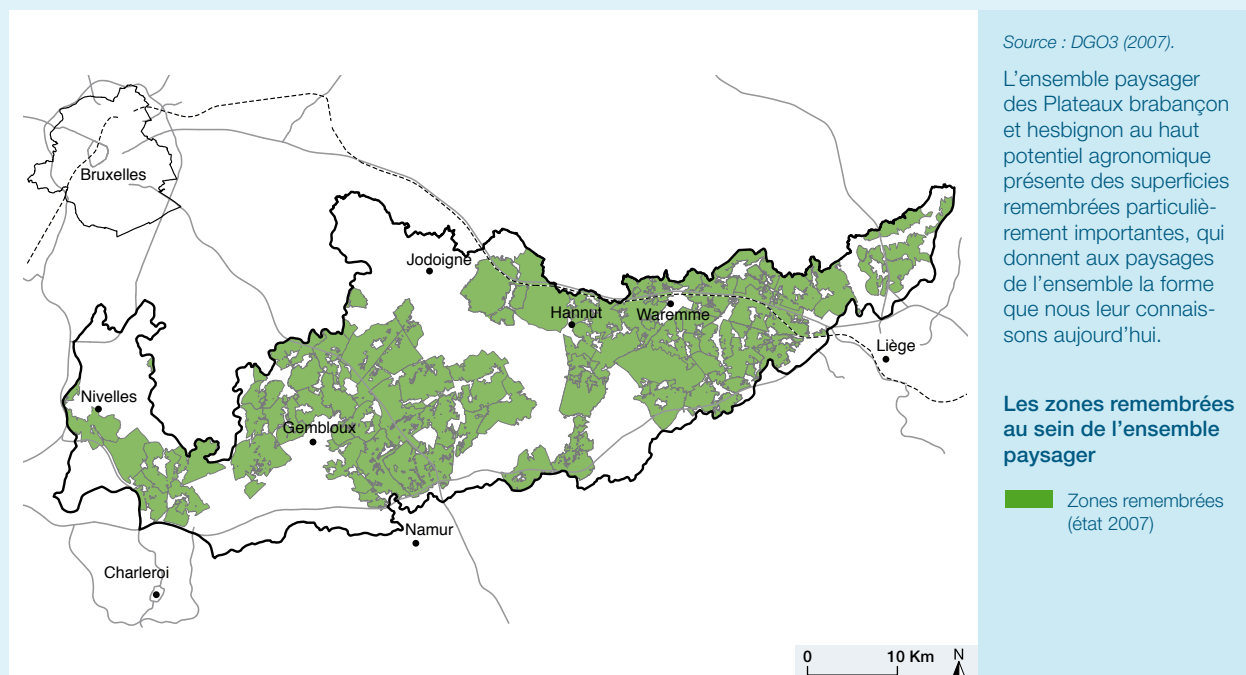 Bruxelles
Jodoigne
Hannut
Waremme
Liège
Nivelles
Gembloux
Namur
Charleroi
0
10 Km
N
Source : DGO3 (2007).
L'ensemble paysager
des Plateaux brabançon
et hesbignon au haut
potentiel agronomique
présente des superficies
remembrées particuliè-
rement importantes, qui
donnent aux paysages
de l'ensemble la forme
que nous leur connais-
sons aujourd'hui.
Les zones remembrées
au sein de l'ensemble
paysager
Zones remembrées
(état 2007)